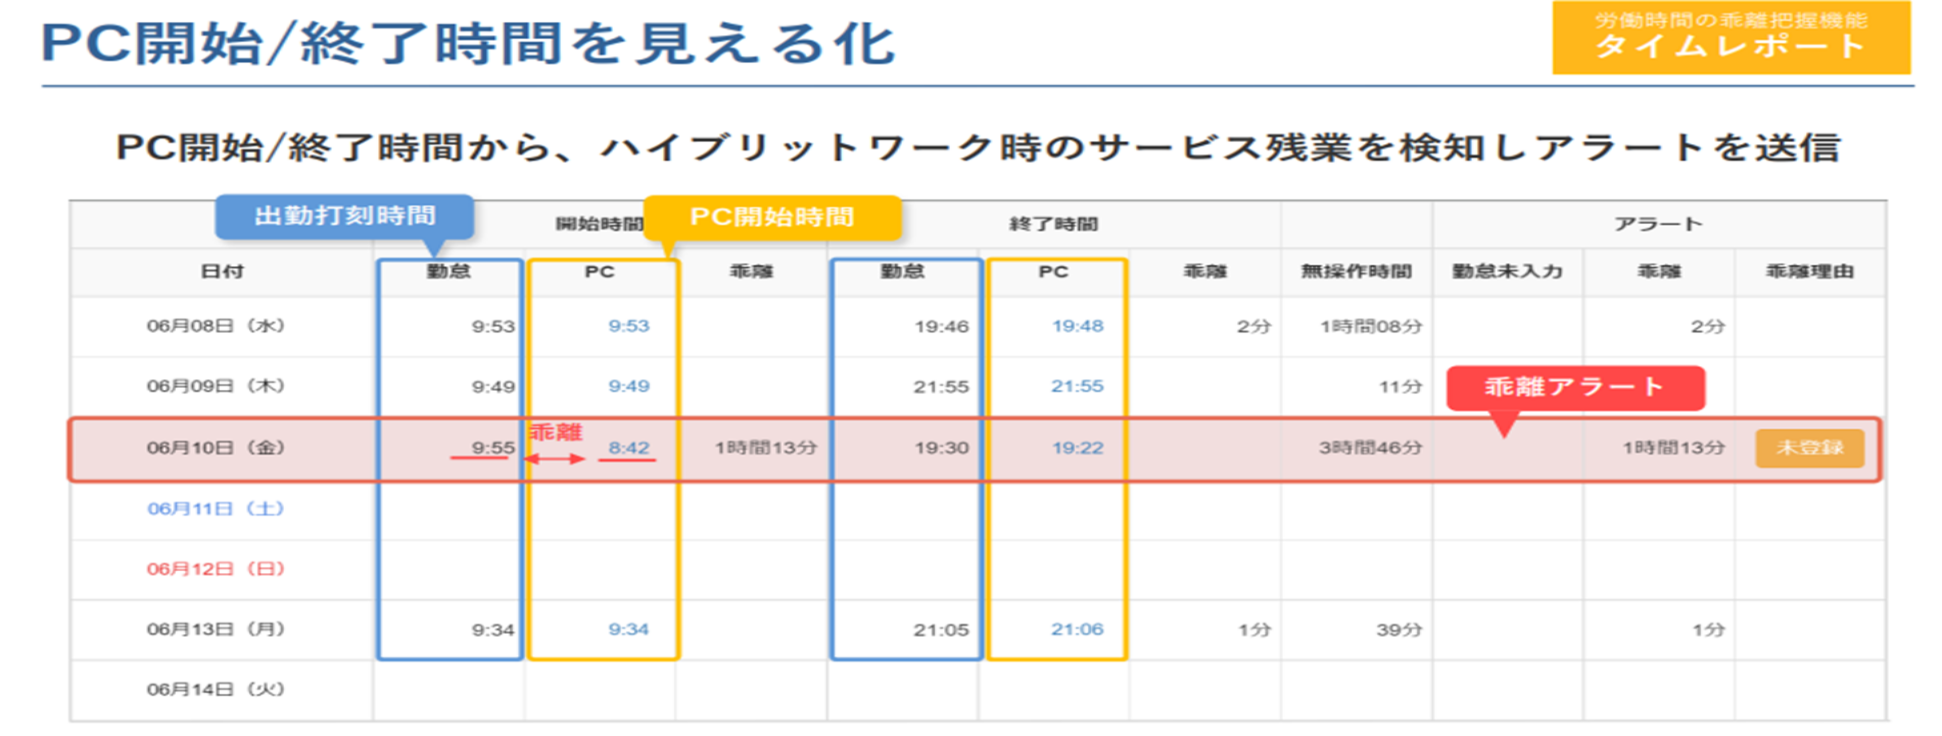 PC開始/終了時間を見える化
労働時間の乖離把握機能
タイムレポート
PC開始/終了時間から、ハイブリットワーク時のサービス残業を検知しアラートを送信
出勤打刻時間 開始時間 PC開始時間 終了時間 アラート
日付 勤怠 PC 乖離 勤怠 PC 乖離 無操作時間 勤怠未入力 乖離 乖離理由
06月08日（水） 9:53 9:53 19:46 19:48 2分 1時間08分 2分
06月09日（木） 9:49 9:49 21:55 21:55 11分
乖離アラート
乖離
06月10日（金） 9:55 8:42 1時間13分 19:30 19:22 3時間46分 1時間13分 未登録
06月11日（土）
06月12日（日）
06月13日（月） 9:34 9:34 21:05 21:06 1分 39分 1分
06月14日（火）